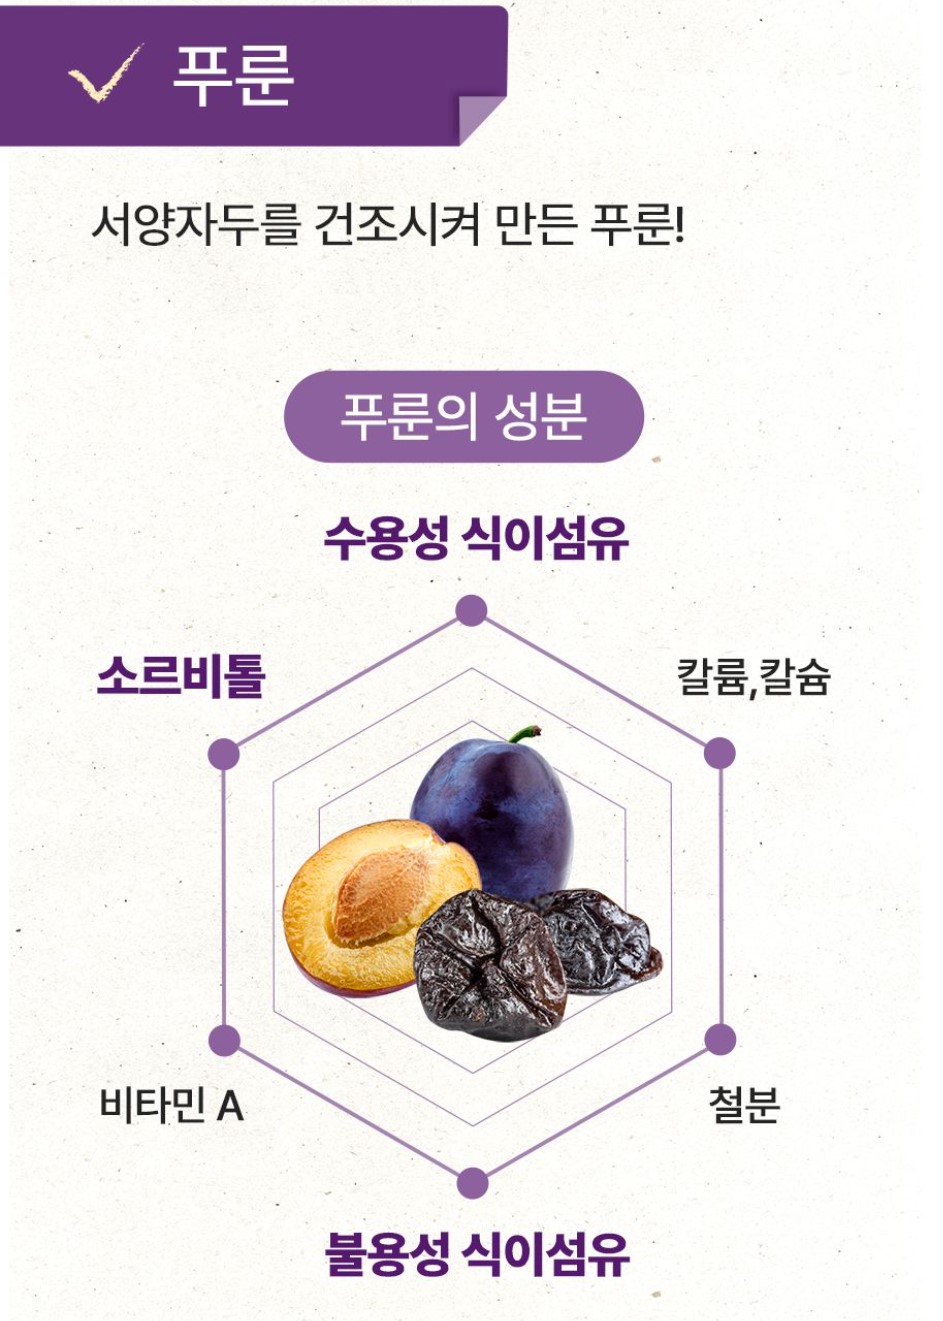 푸룬
서양자두를 건조시켜 만든 푸룬!
푸룬의 성분
수용성 식이섬유
소르비톨
칼륨,칼슘
비타민 A
철분
불용성 식이섬유